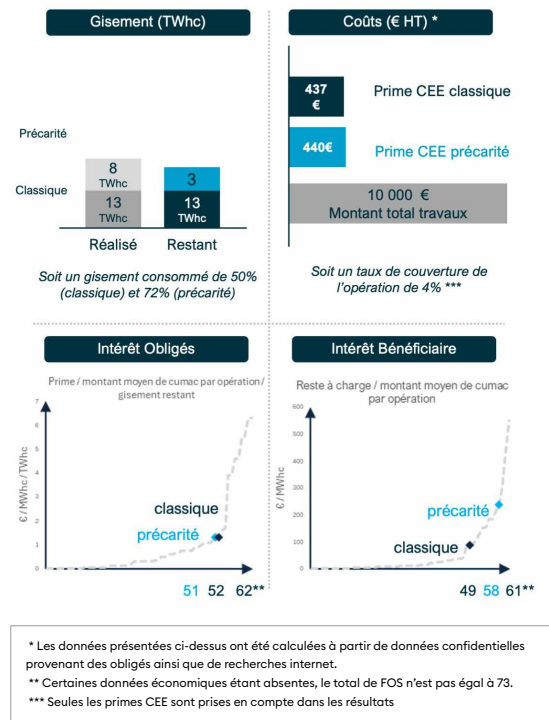 Gisement (TWhc)
Précarité
Classique
8
TWhc
13
TWhc
3
13
TWhc
Réalisé
Restant
Soit un gisement consommé de 50%
(classique) et 72% (précarité)
Coûts (€ HT) *
437
€
Prime CEE classique
440€
Prime CEE précarité
10 000 €
Montant total travaux
Soit un taux de couverture de
l'opération de 4% ***
Intérêt Obligés
Prime / montant moyen de cumac par opération/
gisement restant
€ / MWhc / TWhc
7
6
5
4
3
2
1
0
classique
précarité
51 52 62**
Intérêt Bénéficiaire
Reste à charge / montant moyen de cumac
par opération
€ / MWhc
600
500
400
300
200
100
0
précarité
classique
49 58 61**
* Les données présentées ci-dessus ont été calculées à partir de données confidentielles
provenant des obligés ainsi que de recherches internet.
** Certaines données économiques étant absentes, le total de FOS n'est pas égal à 73.
*** Seules les primes CEE sont prises en compte dans les résultats